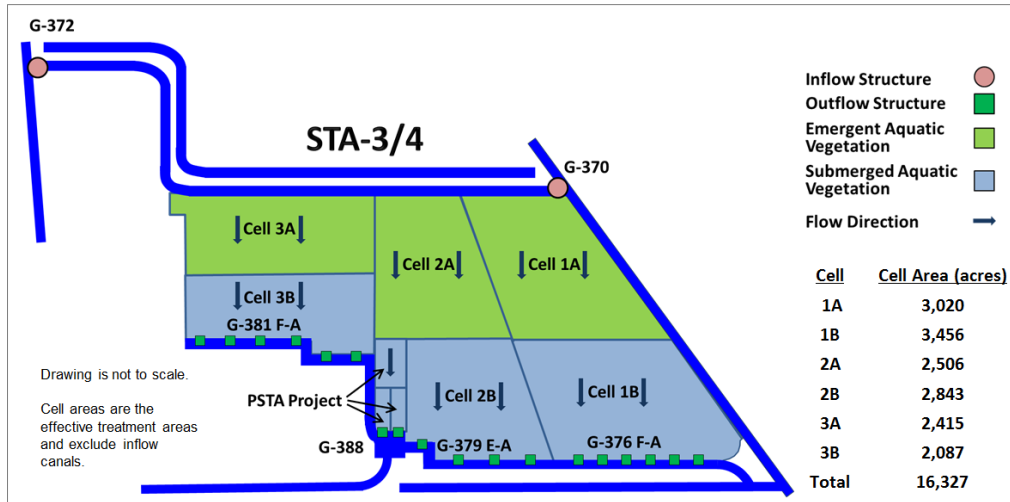 G-372
STA-3/4
G-370
Inflow Structure
Outflow Structure
Emergent Aquatic
Vegetation
Submerged Aquatic
Vegetation
Flow Direction
Cell 3A
Cell 2A
Cell 1A
Cell 3B
G-381 F-A
Cell 2B
Cell 1B
PSTA Project
G-388
G-379 E-A
G-376 F-A
Drawing is not to scale.
Cell areas are the
effective treatment areas
and exclude inflow
canals.
Cell Cell Area (acres)
1A 3,020
1B 3,456
2A 2,506
2B 2,843
3A 2,415
3B 2,087
Total 16,327